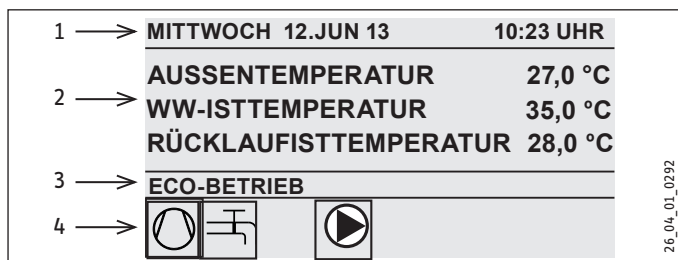 1 MITTWOCH 12.JUN 13 10:23 UHR
AUSSENTEMPERATUR 27,0 °C
2 WW-ISTTEMPERATUR 35,0 °C
RÜCKLAUFISTTEMPERATUR 28,0 °C
3 ECO-BETRIEB
4
26_04_01_0292